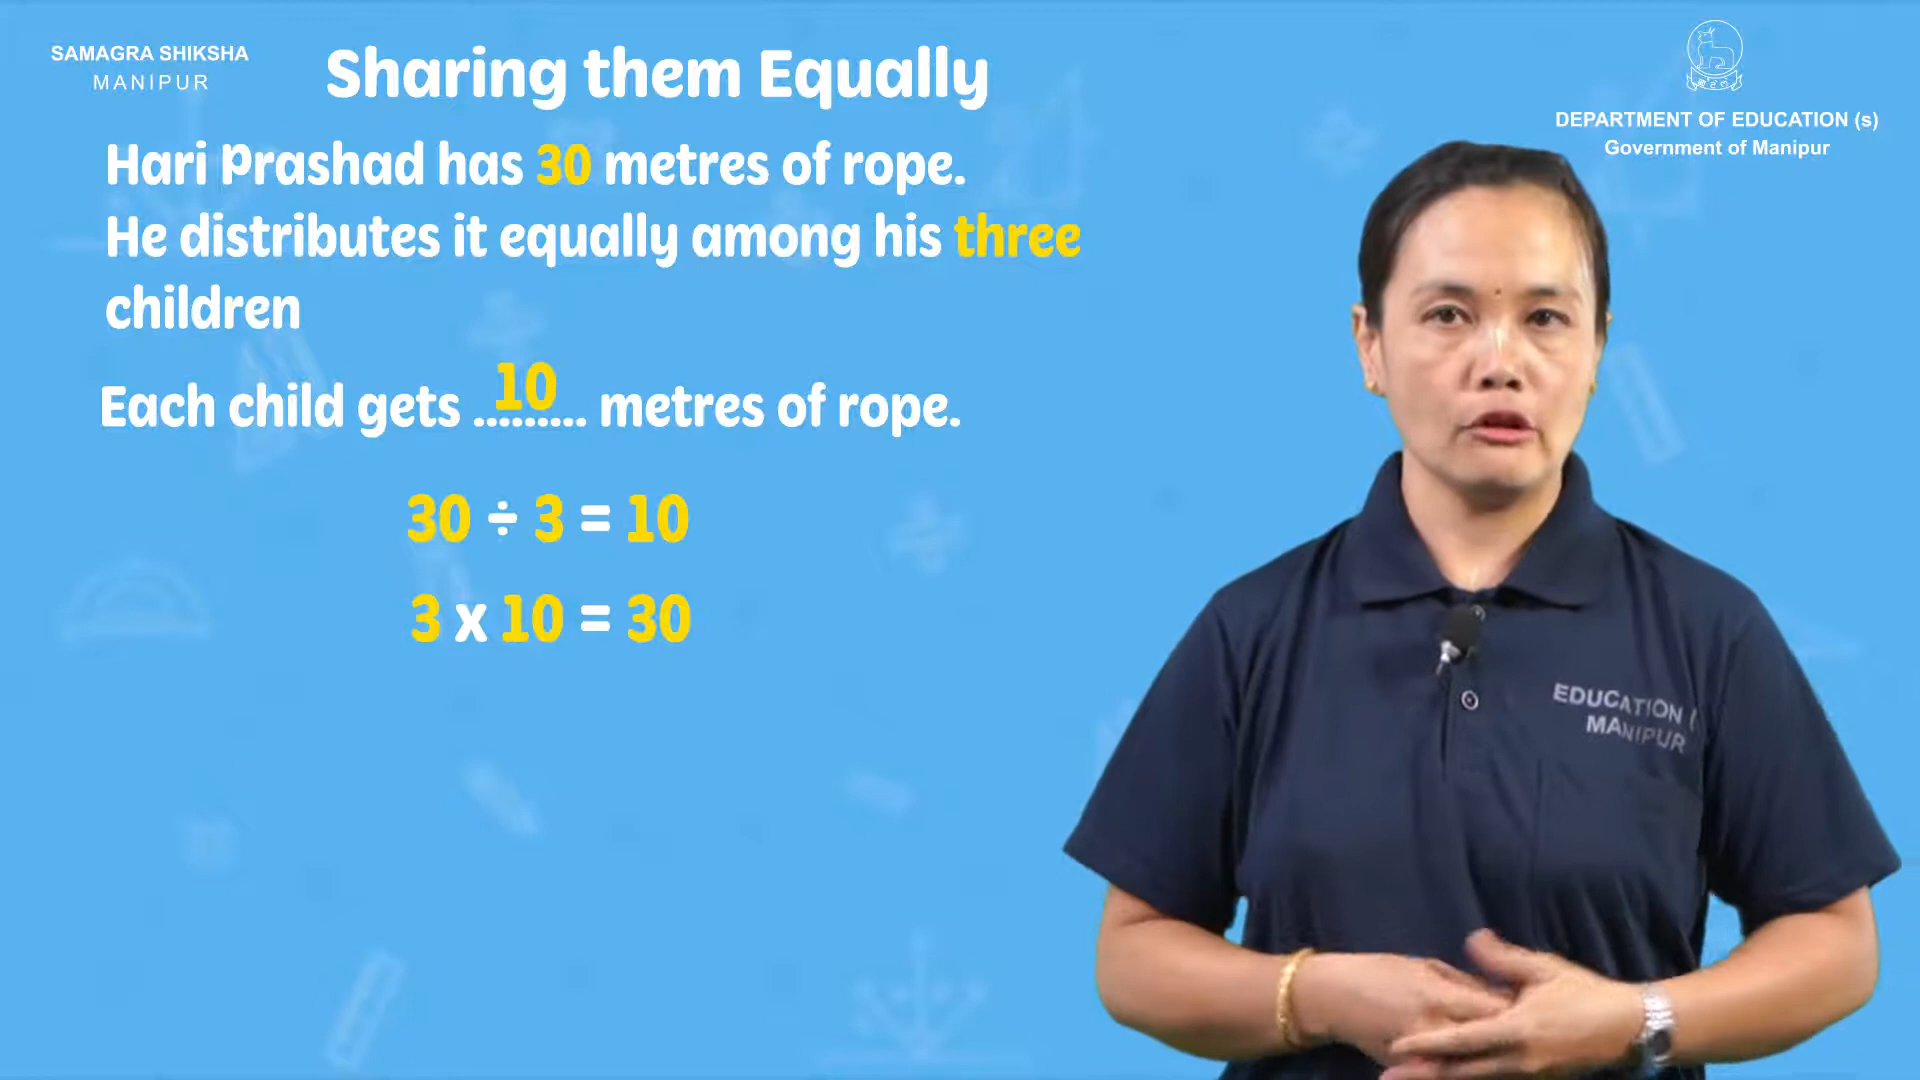 SAMAGRA SHIKSHA
MANIPUR
Sharing them Equally
DEPARTMENT OF EDUCATION (s)
Government of Manipur
Hari Prashad has 30 metres of rope.
He distributes it equally among his three
children
Each child gets ......... metres of rope.
10
30 ÷ 3 = 10
3 x 10 = 30
EDUCATION (
MANIPUR